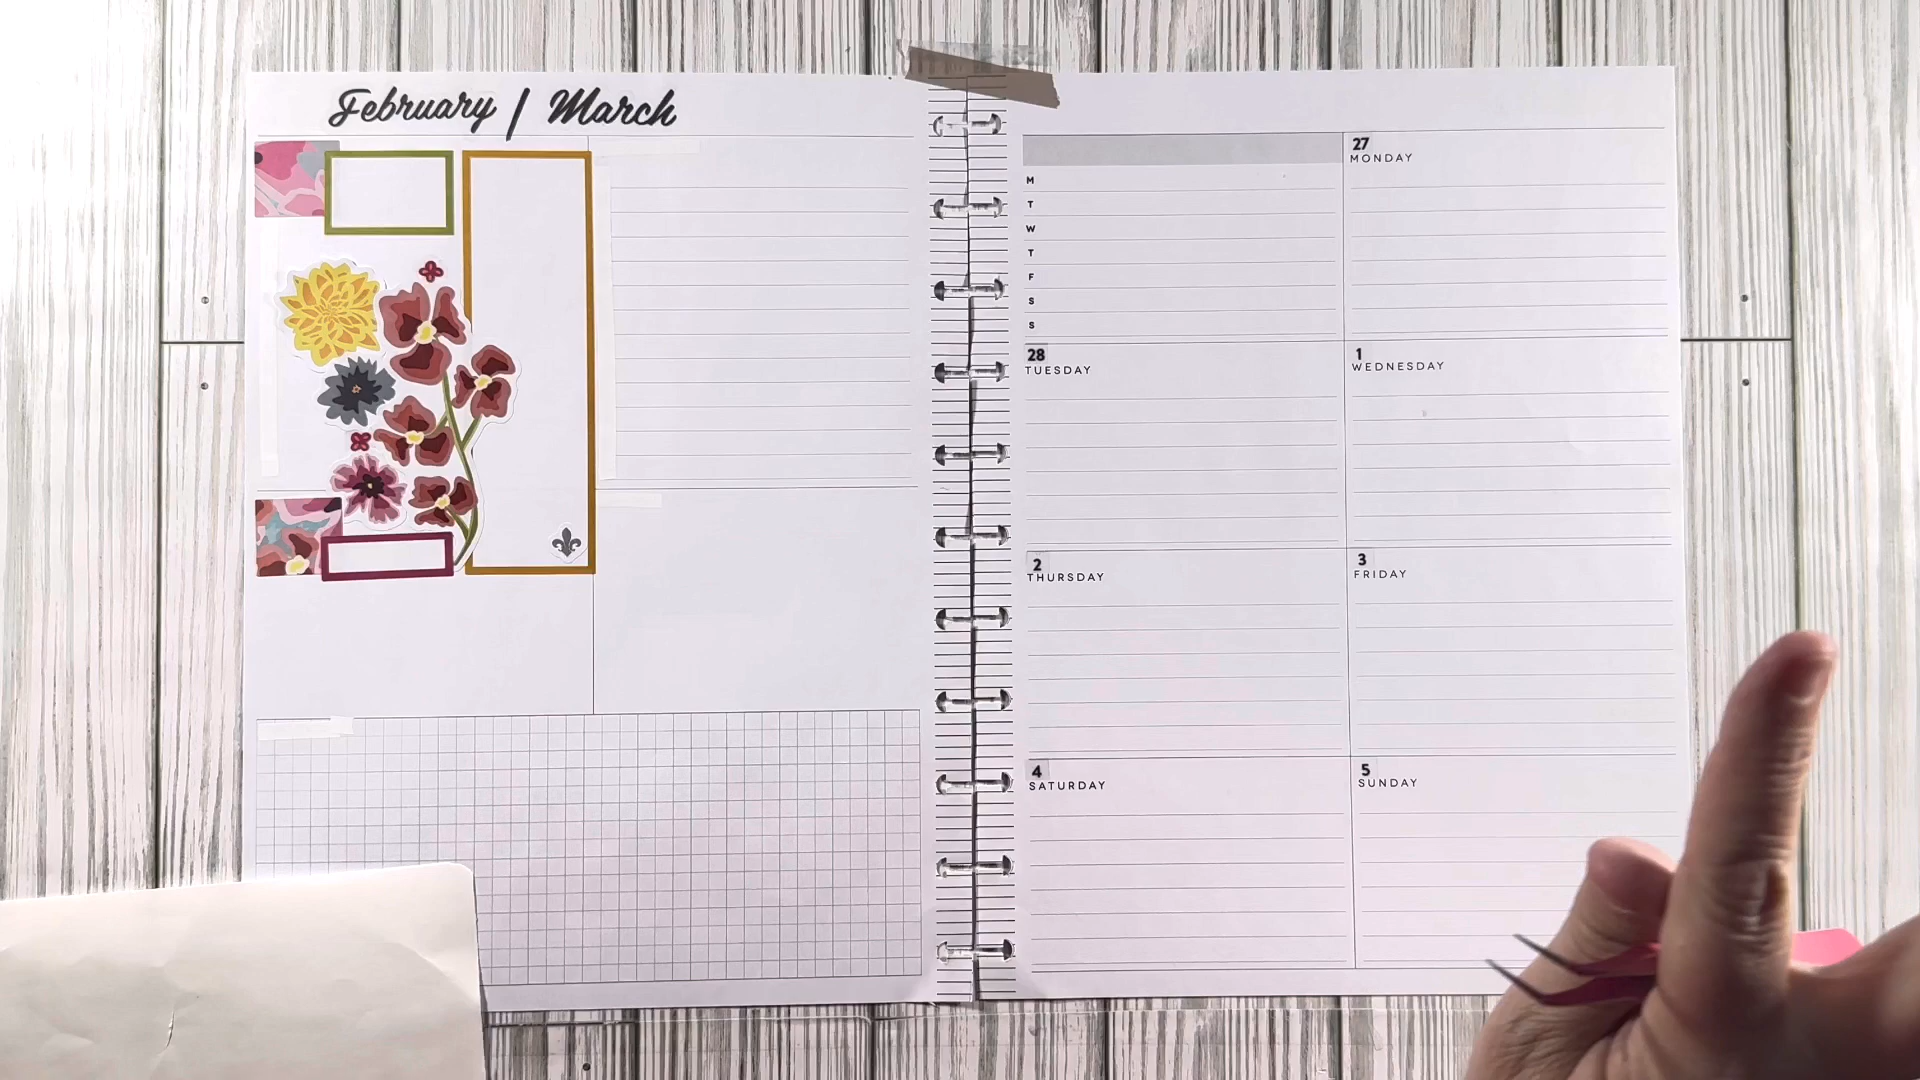 February / March
M
T
W
T
F
S
S
27
MONDAY
28
TUESDAY
1
WEDNESDAY
2
THURSDAY
3
FRIDAY
4
SATURDAY
5
SUNDAY